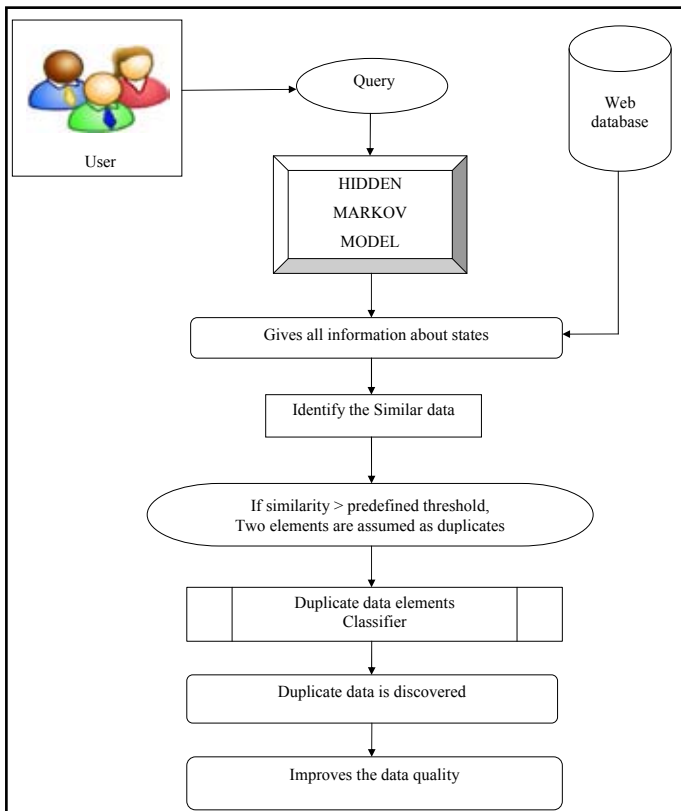 User
Query
Web
database
HIDDEN
MARKOV
MODEL
Gives all information about states
Identify the Similar data
If similarity > predefined threshold,
Two elements are assumed as duplicates
Duplicate data elements
Classifier
Duplicate data is discovered
Improves the data quality